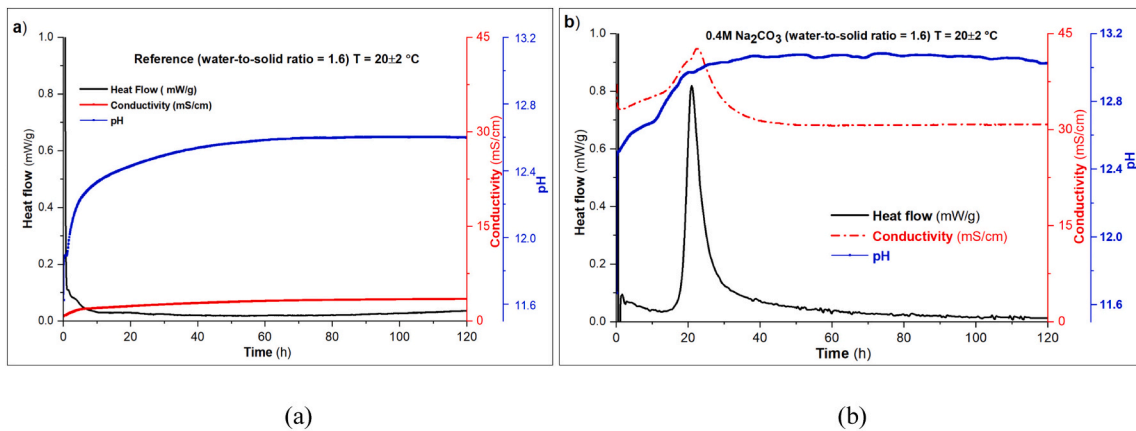 a)
Reference (water-to-solid ratio = 1.6) T = 20±2 °C
Heat Flow ( mW/g)
Conductivity (mS/cm)
pH
Heat flow (mW/g)
1.0
0.8
0.6
0.4
0.2
0.0
0 20 40 60 80 100 120
Time (h)
45
30
15
0
Conductivity (mS/cm)
13.2
12.8
12.4
12.0
11.6
pH
(a)
b)
0.4M Na₂CO₃ (water-to-solid ratio = 1.6) T = 20±2 °C
Heat flow (mW/g)
Conductivity (mS/cm)
pH
Heat flow (mW/g)
1.0
0.8
0.6
0.4
0.2
0.0
0 20 40 60 80 100 120
Time (h)
45
30
15
0
Conductivity (mS/cm)
13.2
12.8
12.4
12.0
11.6
pH
(b)